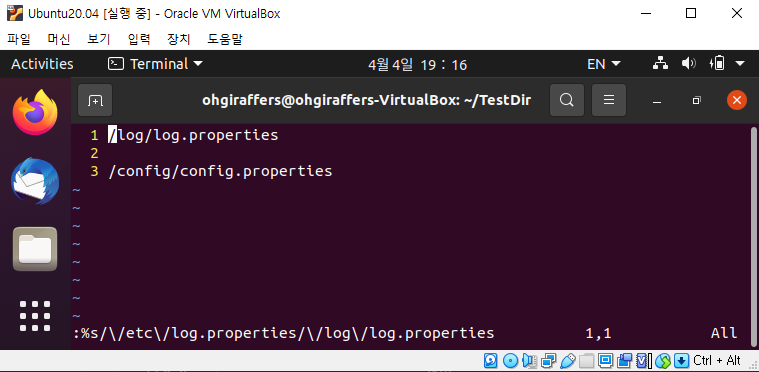 Ubuntu20.04 [실행 중] - Oracle VM VirtualBox
파일 머신 보기 입력 장치 도움말
Activities Terminal 4월 4일 19 : 16 EN
ohgiraffers@ohgiraffers-VirtualBox: ~/TestDir
1 /log/log.properties
2
3 /config/config.properties
~
~
~
~
~
~
~
~
:%s/\/etc\/log.properties/\/log\/log.properties 1,1 All
Ctrl + Alt